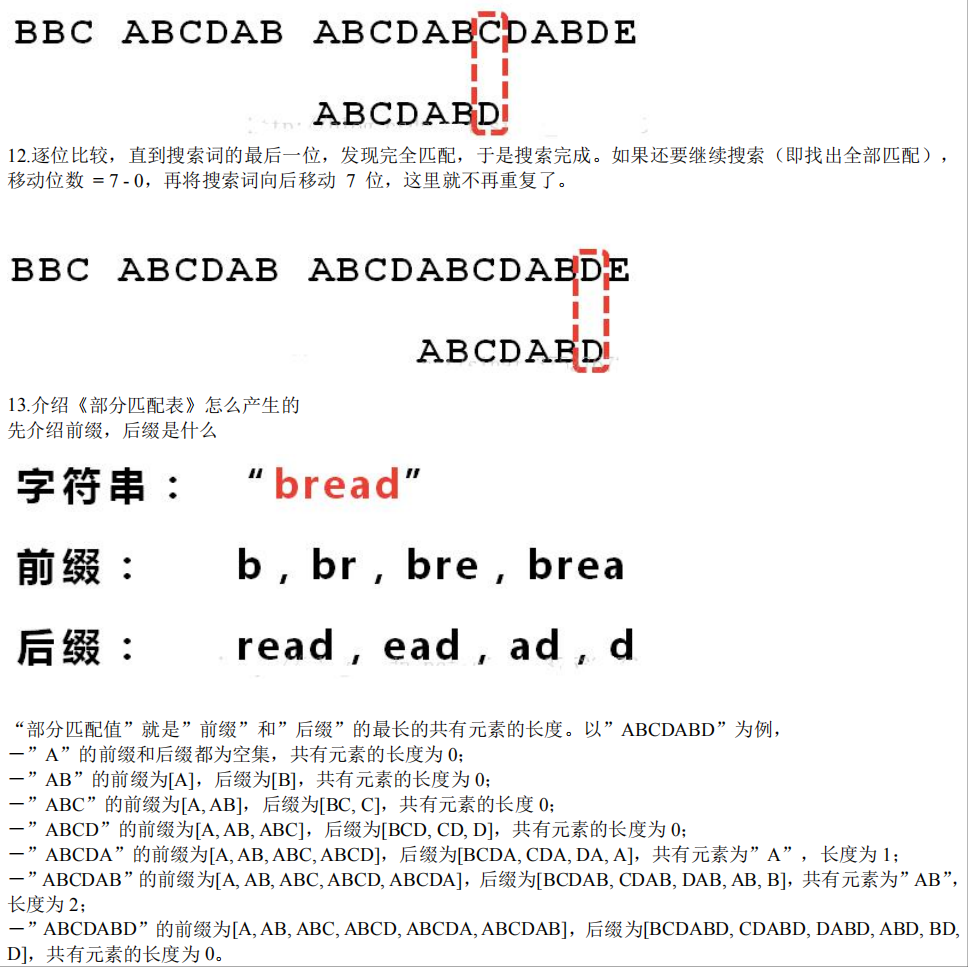 BBC ABCDAB ABCDABCDABDE
ABCDABD
12.逐位比较，直到搜索词的最后一位，发现完全匹配，于是搜索完成。如果还要继续搜索（即找出全部匹配），
移动位数 = 7 - 0，再将搜索词向后移动 7 位，这里就不再重复了。
BBC ABCDAB ABCDABCDABDE
ABCDABD
13.介绍《部分匹配表》怎么产生的
先介绍前缀，后缀是什么
字符串： “bread”
前缀： b , br , bre , brea
后缀： read , ead , ad , d
“部分匹配值”就是”前缀”和”后缀”的最长的共有元素的长度。以”ABCDABD”为例，
－”A”的前缀和后缀都为空集，共有元素的长度为 0；
－”AB”的前缀为[A]，后缀为[B]，共有元素的长度为 0；
－”ABC”的前缀为[A, AB]，后缀为[BC, C]，共有元素的长度 0；
－”ABCD”的前缀为[A, AB, ABC]，后缀为[BCD, CD, D]，共有元素的长度为 0；
－”ABCDA”的前缀为[A, AB, ABC, ABCD]，后缀为[BCDA, CDA, DA, A]，共有元素为”A”，长度为 1；
－”ABCDAB”的前缀为[A, AB, ABC, ABCD, ABCDA]，后缀为[BCDAB, CDAB, DAB, AB, B]，共有元素为”AB”，
长度为 2；
－”ABCDABD”的前缀为[A, AB, ABC, ABCD, ABCDA, ABCDAB]，后缀为[BCDABD, CDABD, DABD, ABD, BD,
D]，共有元素的长度为 0。